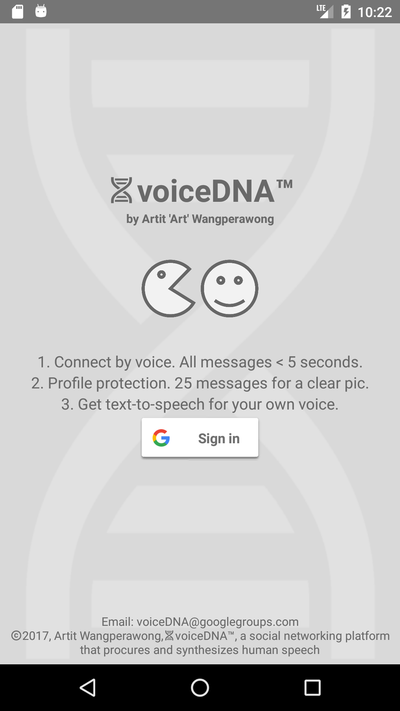 LTE 10:22
voiceDNA™
by Artit 'Art' Wangperawong
1. Connect by voice. All messages < 5 seconds.
2. Profile protection. 25 messages for a clear pic.
3. Get text-to-speech for your own voice.
G Sign in
Email: voiceDNA@googlegroups.com
©2017, Artit Wangperawong, voiceDNA™, a social networking platform
that procures and synthesizes human speech